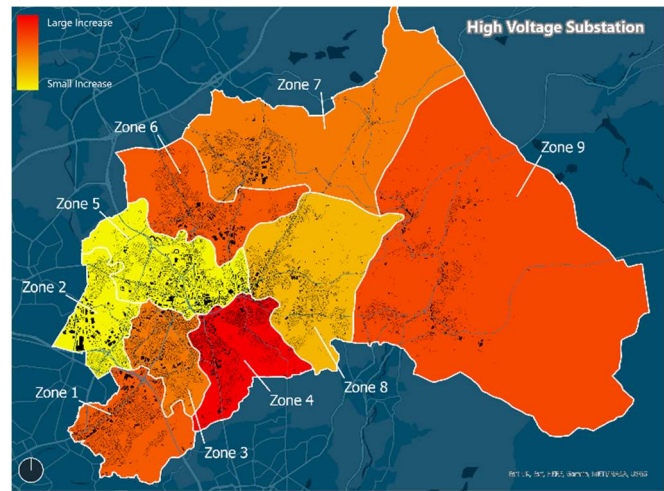 Large Increase
High Voltage Substation
Small Increase
Zone 7
Zone 6
Zone 9
Zone 5
Zone 2
Zone 1
Zone 4
Zone 8
Zone 3